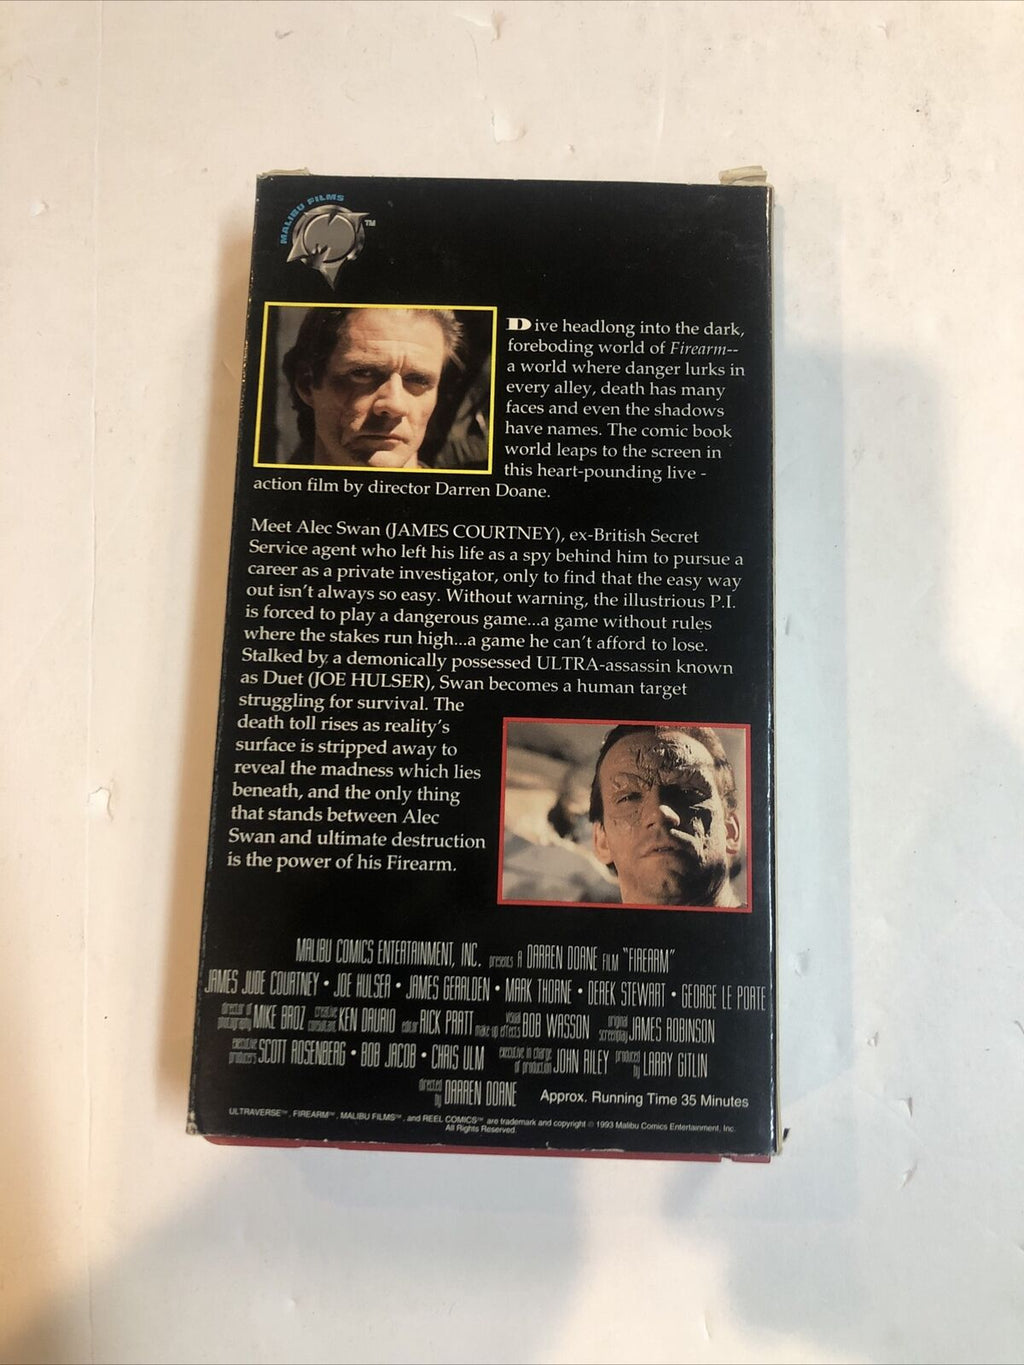 MALIBU FILMS TM
Dive headlong into the dark,
foreboding world of Firearm--
a world where danger lurks in
every alley, death has many
faces and even the shadows
have names. The comic book
world leaps to the screen in
this heart-pounding live -
action film by director Darren Doane.
Meet Alec Swan (JAMES COURTNEY), ex-British Secret
Service agent who left his life as a spy behind him to pursue a
career as a private investigator, only to find that the easy way
out isn't always so easy. Without warning, the illustrious P.I.
is forced to play a dangerous game...a game without rules
where the stakes run high...a game he can't afford to lose.
Stalked by a demonically possessed ULTRA-assassin known
as Duet (JOE HULSER), Swan becomes a human target
struggling for survival. The
death toll rises as reality's
surface is stripped away to
reveal the madness which lies
beneath, and the only thing
that stands between Alec
Swan and ultimate destruction
is the power of his Firearm.
MALIBU COMICS ENTERTAINMENT, INC. presents A DARREN DOANE FILM "FIREARM"
JAMES JUDE COURTNEY • JOE HULSER • JAMES GERALDEN • MARK THORNE • DEREK STEWART • GEORGE LE PORTE
director of photography MIKE BROZ creative consultant KEN DAURIO editor RICK PRATT visual make up effects BOB WASSON original screenplay JAMES ROBINSON
executive producers SCOTT ROSENBERG • BOB JACOB • CHRIS ULM executive in charge of production JOHN RILEY produced by LARRY GITLIN
directed by DARREN DOANE Approx. Running Time 35 Minutes
ULTRAVERSE™, FIREARM™, MALIBU FILMS™, and REEL COMICS™ are trademark and copyright © 1993 Malibu Comics Entertainment, Inc.
All Rights Reserved.